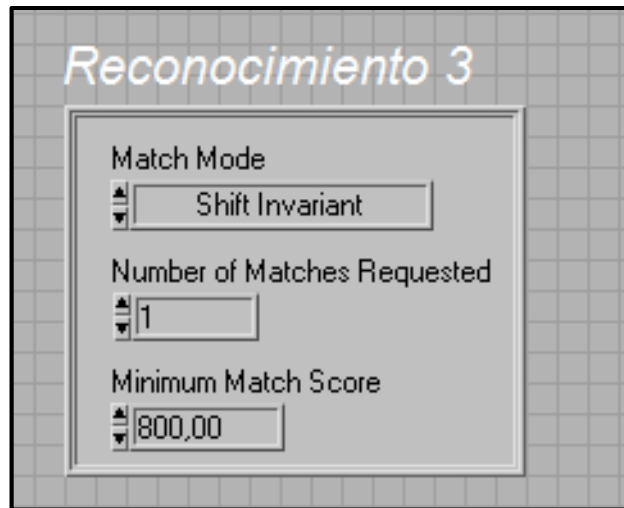 Reconocimiento 3
Match Mode
Shift Invariant
Number of Matches Requested
1
Minimum Match Score
800,00